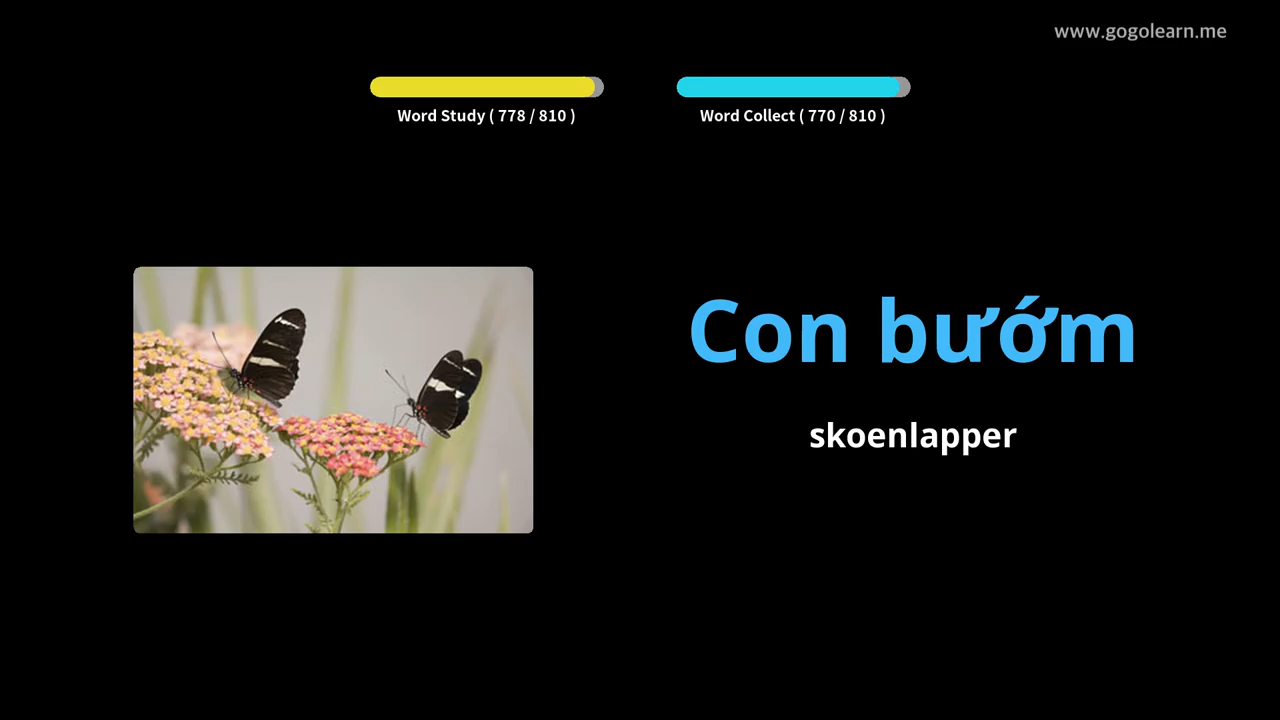 www.gogolearn.me
Word Study ( 778 / 810 )
Word Collect ( 770 / 810 )
Con bướm
skoenlapper